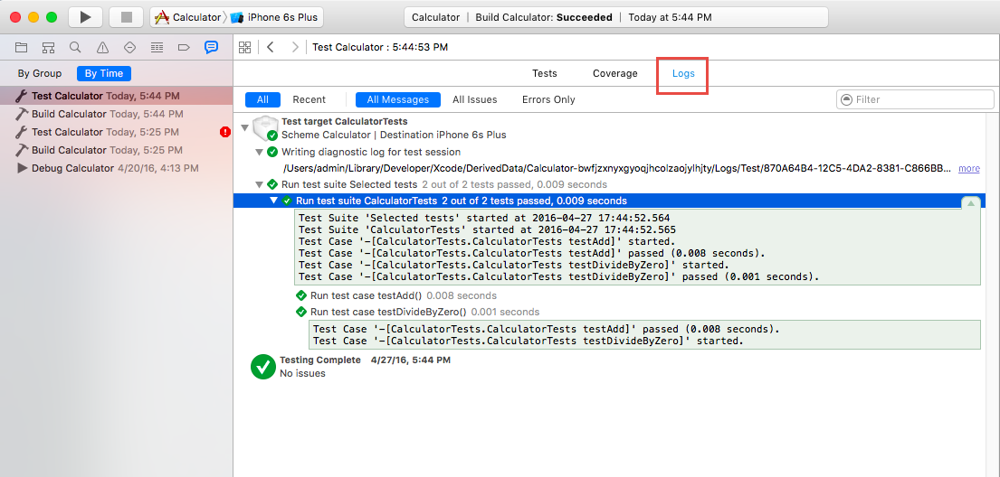 Calculator iPhone 6s Plus
Calculator | Build Calculator: Succeeded | Today at 5:44 PM
Test Calculator : 5:44:53 PM
By Group By Time
Tests Coverage Logs
All Recent All Messages All Issues Errors Only Filter
Test Calculator Today, 5:44 PM
Build Calculator Today, 5:44 PM
Test Calculator Today, 5:25 PM
Build Calculator Today, 5:25 PM
Debug Calculator 4/20/16, 4:13 PM
Test target CalculatorTests
Scheme Calculator | Destination iPhone 6s Plus
Writing diagnostic log for test session
/Users/admin/Library/Developer/Xcode/DerivedData/Calculator-bwfjzxnyxgyoqjhcolzaojylhjty/Logs/Test/870A64B4-12C5-4DA2-8381-C866BB... more
Run test suite Selected tests 2 out of 2 tests passed, 0.009 seconds
Run test suite CalculatorTests 2 out of 2 tests passed, 0.009 seconds
Test Suite 'Selected tests' started at 2016-04-27 17:44:52.564
Test Suite 'CalculatorTests' started at 2016-04-27 17:44:52.565
Test Case '-[CalculatorTests.CalculatorTests testAdd]' started.
Test Case '-[CalculatorTests.CalculatorTests testAdd]' passed (0.008 seconds).
Test Case '-[CalculatorTests.CalculatorTests testDivideByZero]' started.
Test Case '-[CalculatorTests.CalculatorTests testDivideByZero]' passed (0.001 seconds).
Run test case testAdd() 0.008 seconds
Run test case testDivideByZero() 0.001 seconds
Test Case '-[CalculatorTests.CalculatorTests testAdd]' passed (0.008 seconds).
Test Case '-[CalculatorTests.CalculatorTests testDivideByZero]' started.
Testing Complete 4/27/16, 5:44 PM
No issues